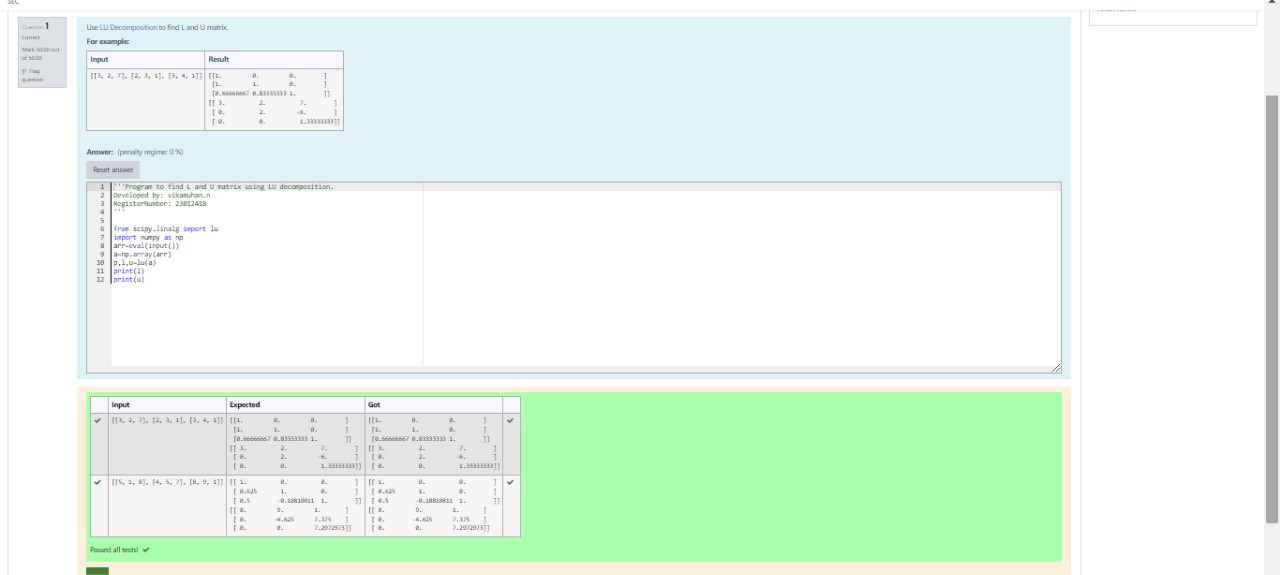 SEC
Question 1
Correct
Mark 50.00 out
of 50.00
Flag
question
Use LU Decomposition to find L and U matrix.
For example:
Input Result
[[3, 2, 7], [2, 3, 1], [3, 4, 1]] [[1. 0. 0. ]
[1. 1. 0. ]
[0.66666667 0.83333333 1. ]]
[[ 3. 2. 7. ]
[ 0. 2. -6. ]
[ 0. 0. 1.33333333]]
Answer: (penalty regime: 0 %)
Reset answer
1 '''Program to find L and U matrix using LU decomposition.
2 Developed by: vikamuhan.n
3 RegisterNumber: 23012418
4 '''
5
6 from scipy.linalg import lu
7 import numpy as np
8 arr=eval(input())
9 a=np.array(arr)
10 p,l,u=lu(a)
11 print(l)
12 print(u)
Input Expected Got
[[3, 2, 7], [2, 3, 1], [3, 4, 1]] [[1. 0. 0. ] [[1. 0. 0. ]
[1. 1. 0. ] [1. 1. 0. ]
[0.66666667 0.83333333 1. ]] [0.66666667 0.83333333 1. ]]
[[ 3. 2. 7. ] [[ 3. 2. 7. ]
[ 0. 2. -6. ] [ 0. 2. -6. ]
[ 0. 0. 1.33333333]] [ 0. 0. 1.33333333]]
[[5, 1, 8], [4, 5, 7], [8, 9, 1]] [[ 1. 0. 0. ] [[ 1. 0. 0. ]
[ 0.625 1. 0. ] [ 0.625 1. 0. ]
[ 0.5 -0.10810811 1. ]] [ 0.5 -0.10810811 1. ]]
[[ 8. 9. 1. ] [[ 8. 9. 1. ]
[ 0. -4.625 7.375 ] [ 0. -4.625 7.375 ]
[ 0. 0. 7.2972973]] [ 0. 0. 7.2972973]]
Passed all tests!